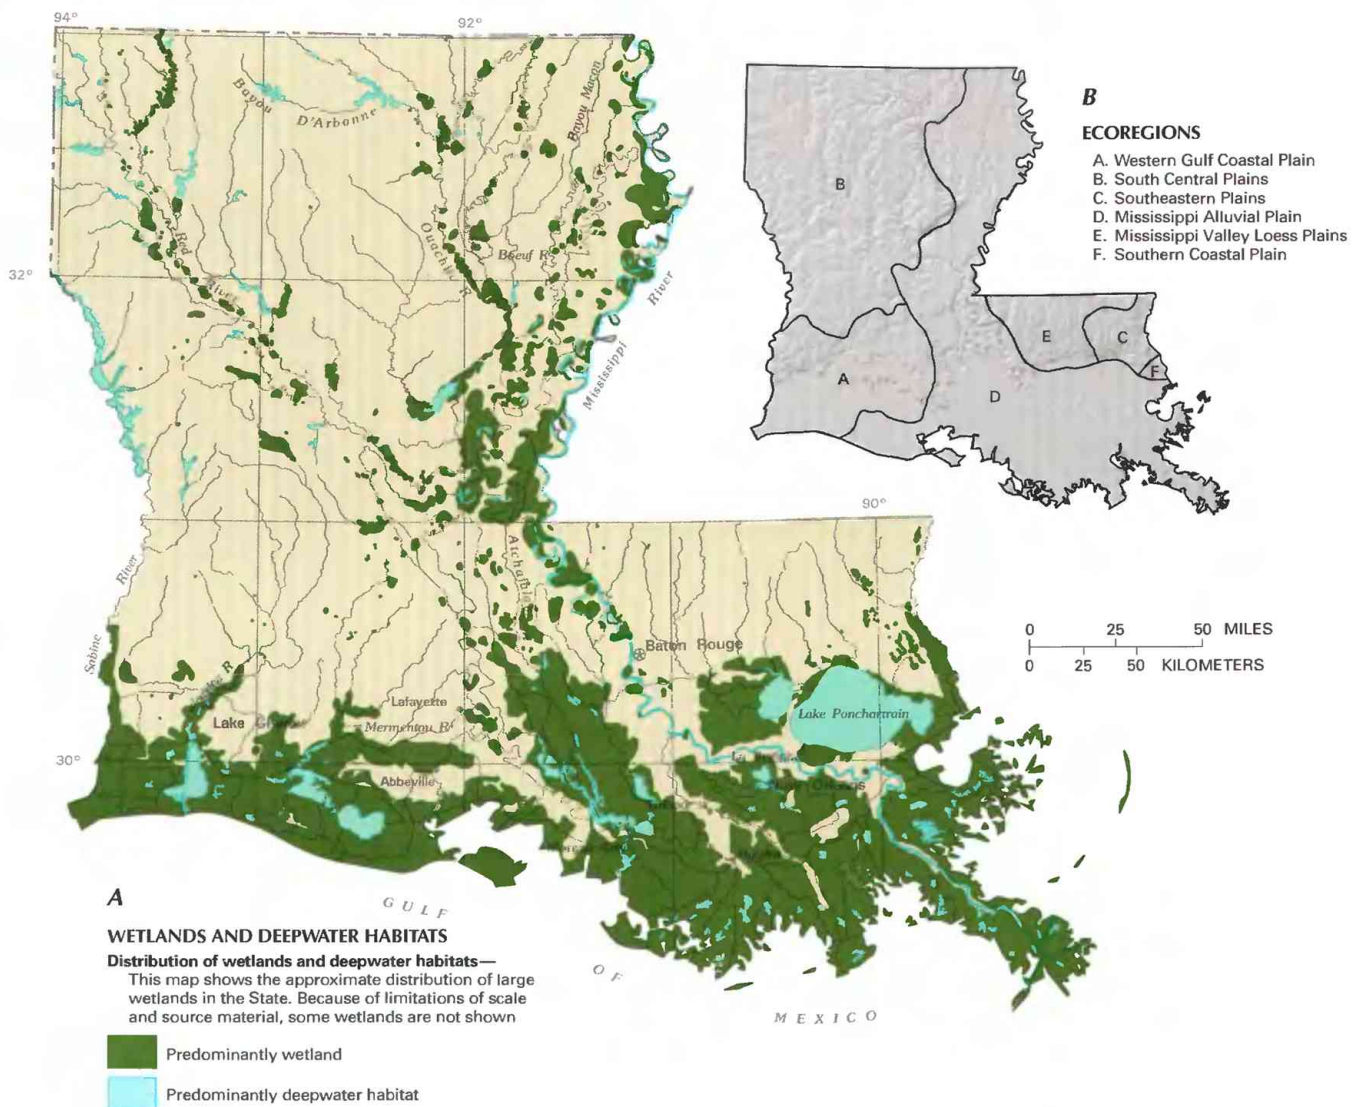 94°
92°
Bayou
D'Arbonne
Bayou Macon
Red
River
Ouachita R
Boeuf R
32°
River
Mississippi
B
ECOREGIONS
A. Western Gulf Coastal Plain
B. South Central Plains
C. Southeastern Plains
D. Mississippi Alluvial Plain
E. Mississippi Valley Loess Plains
F. Southern Coastal Plain
B
E
C
F
A
D
90°
River
Sabine
Baton Rouge
0 25 50 MILES
0 25 50 KILOMETERS
Lake
Lafayette
Mermentau R
Lake Ponchartrain
30°
Abbeville
New Orleans
A
GULF
OF
MEXICO
WETLANDS AND DEEPWATER HABITATS
Distribution of wetlands and deepwater habitats—
This map shows the approximate distribution of large
wetlands in the State. Because of limitations of scale
and source material, some wetlands are not shown
Predominantly wetland
Predominantly deepwater habitat